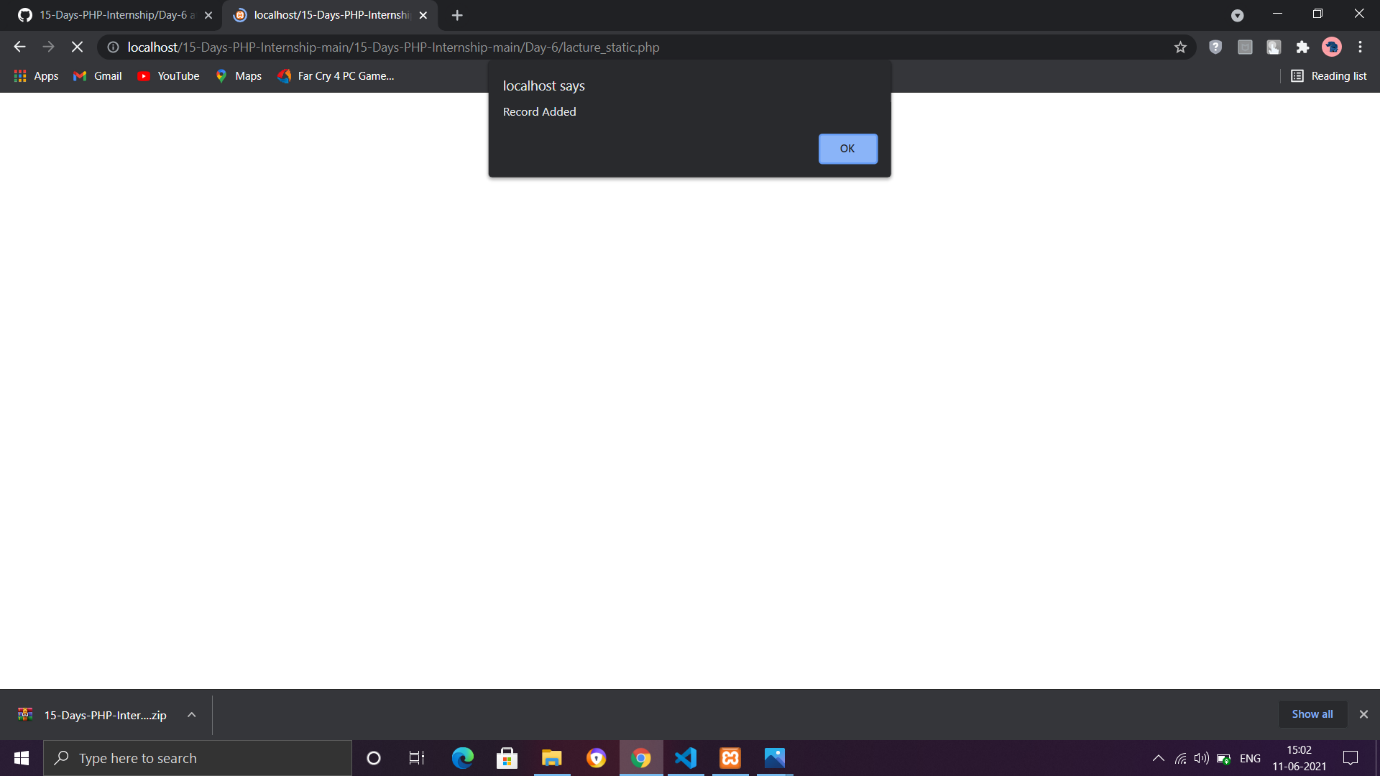 15-Days-PHP-Internship/Day-6 a
localhost/15-Days-PHP-Internshi
localhost/15-Days-PHP-Internship-main/15-Days-PHP-Internship-main/Day-6/lacture_static.php
Apps Gmail YouTube Maps Far Cry 4 PC Game... Reading list
localhost says
Record Added
OK
15-Days-PHP-Inter....zip
Show all
Type here to search
ENG
15:02
11-06-2021